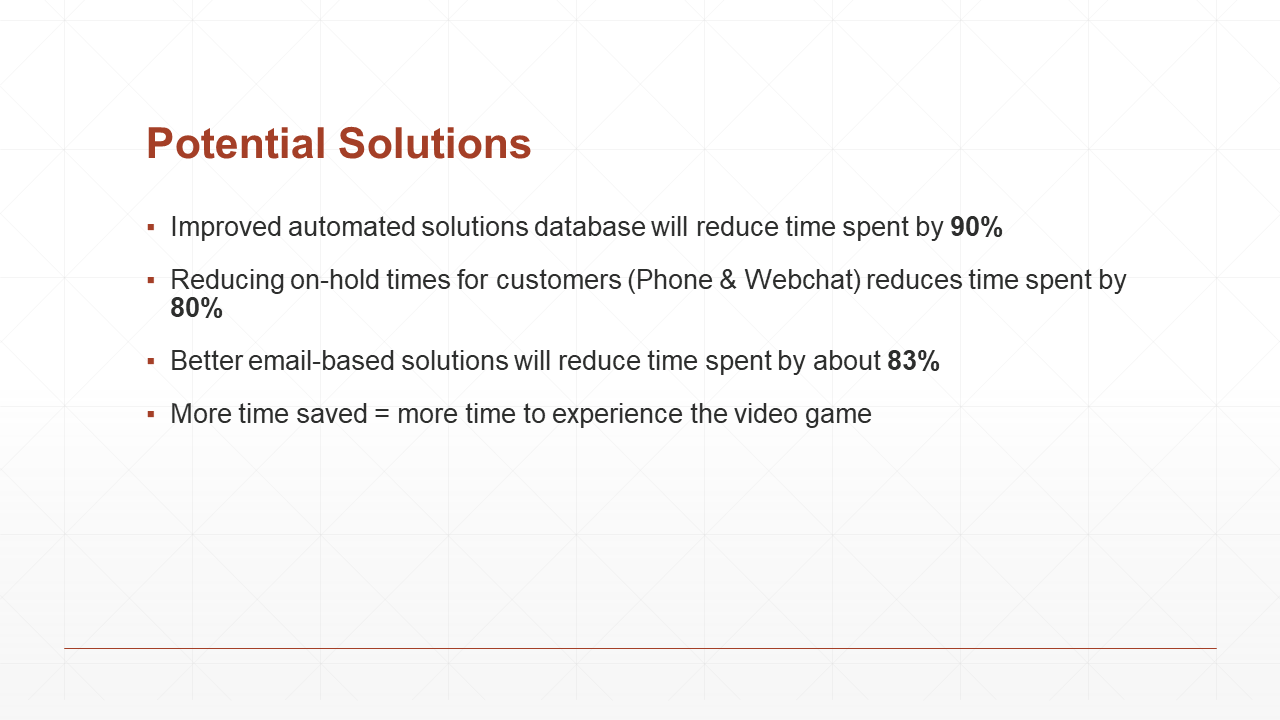 Potential Solutions
▪ Improved automated solutions database will reduce time spent by 90%
▪ Reducing on-hold times for customers (Phone & Webchat) reduces time spent by
80%
▪ Better email-based solutions will reduce time spent by about 83%
▪ More time saved = more time to experience the video game